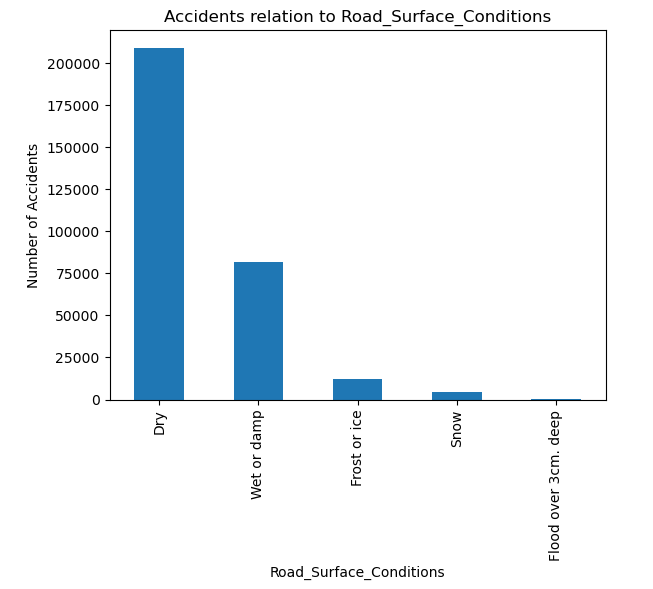 Accidents relation to Road_Surface_Conditions
Number of Accidents
200000
175000
150000
125000
100000
75000
50000
25000
0
Dry
Wet or damp
Frost or ice
Snow
Flood over 3cm. deep
Road_Surface_Conditions